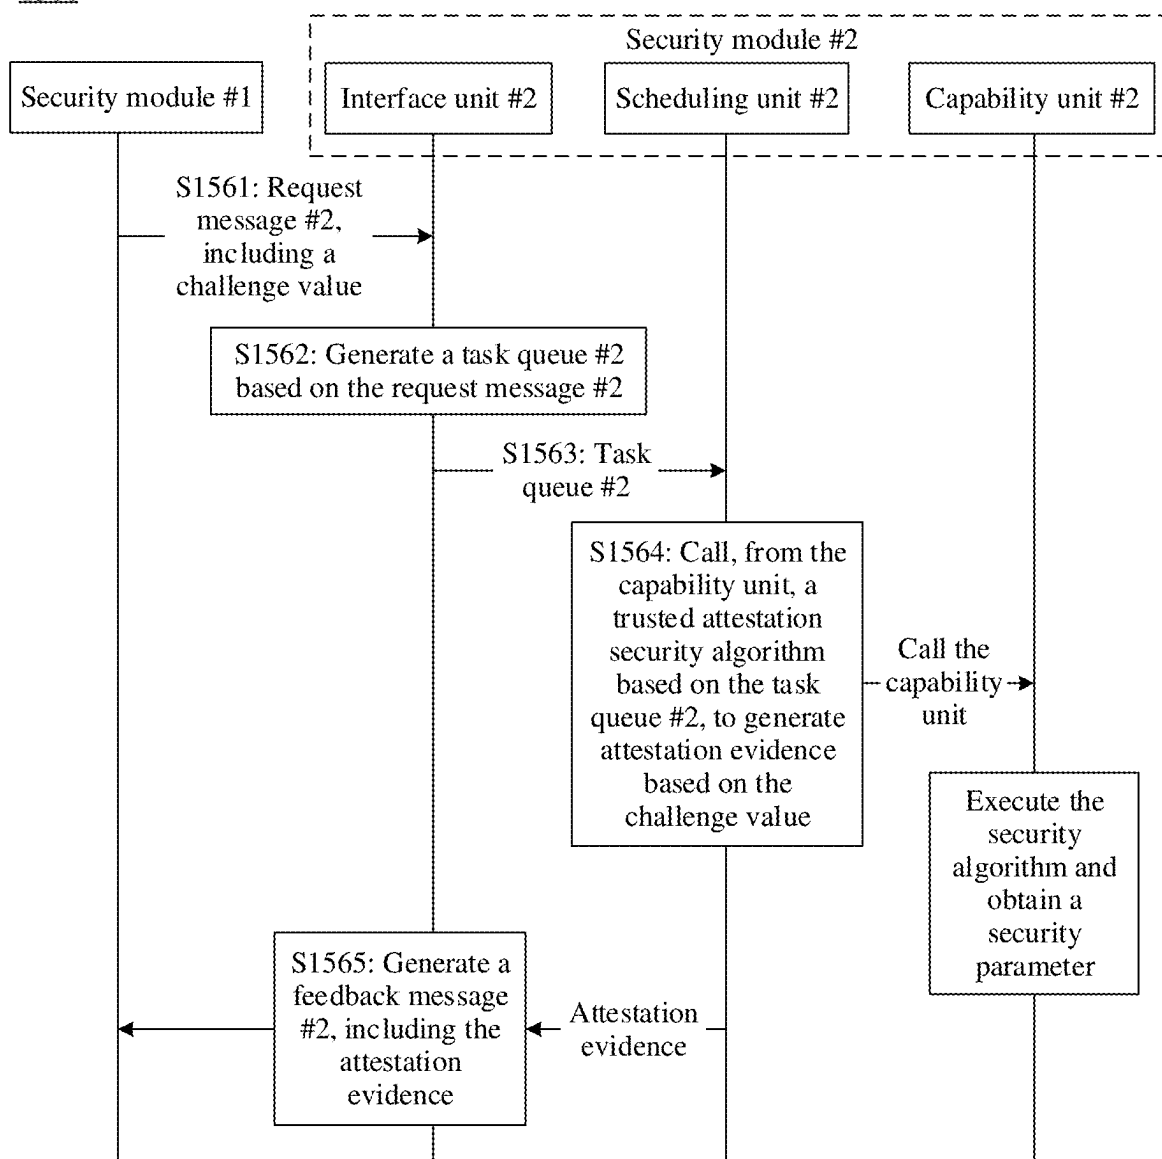 Security module #2
Security module #1
Interface unit #2
Scheduling unit #2
Capability unit #2
S1561: Request
message #2,
including a
challenge value
S1562: Generate a task queue #2
based on the request message #2
S1563: Task
queue #2
S1564: Call, from the
capability unit, a
trusted attestation
security algorithm
based on the task
queue #2, to generate
attestation evidence
based on the
challenge value
Call the
capability
unit
Execute the
security
algorithm and
obtain a
security
parameter
S1565: Generate a
feedback message
#2, including the
attestation
evidence
Attestation
evidence